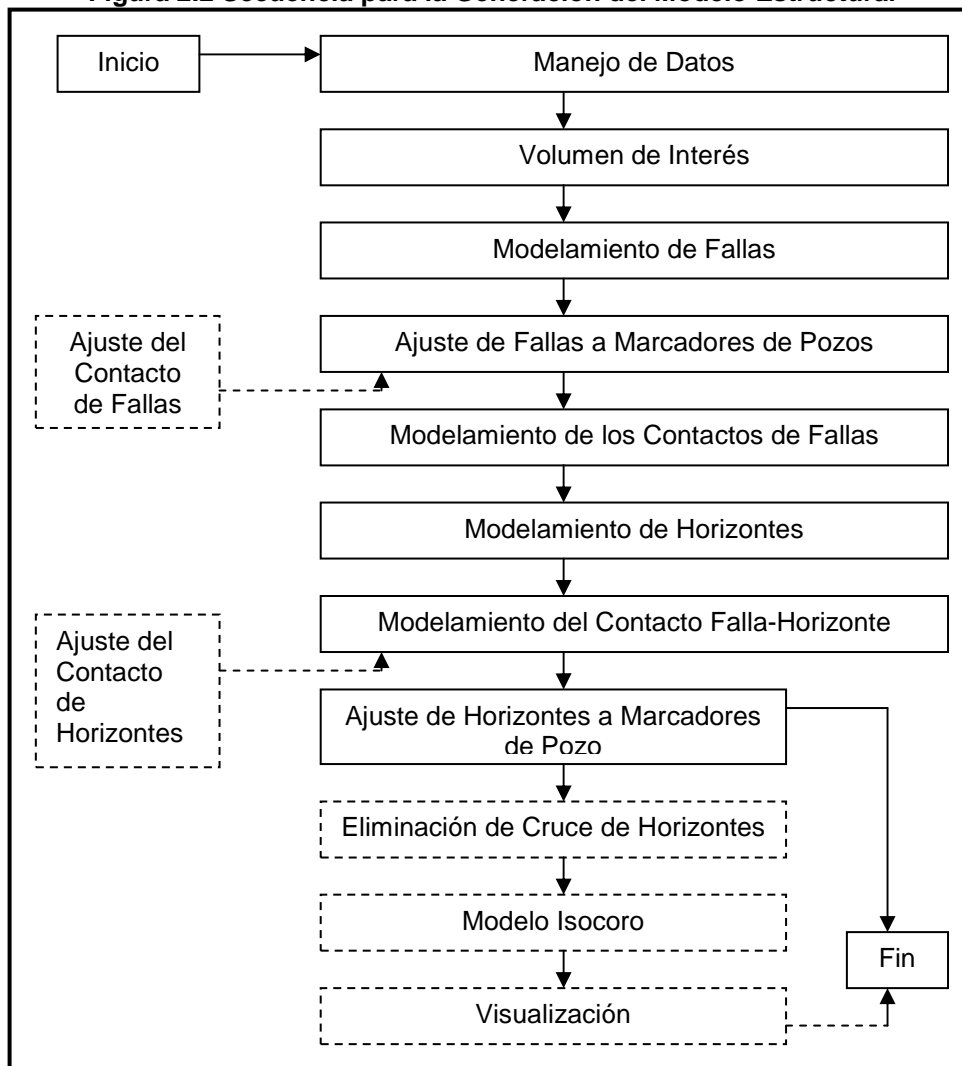 Figura 2.2 Secuencia para la Generación del Modelo Estructural
Inicio
Manejo de Datos
Volumen de Interés
Modelamiento de Fallas
Ajuste del
Contacto
de Fallas
Ajuste de Fallas a Marcadores de Pozos
Modelamiento de los Contactos de Fallas
Modelamiento de Horizontes
Modelamiento del Contacto Falla-Horizonte
Ajuste del
Contacto
de
Horizontes
Ajuste de Horizontes a Marcadores
de Pozo
Eliminación de Cruce de Horizontes
Modelo Isocoro
Fin
Visualización